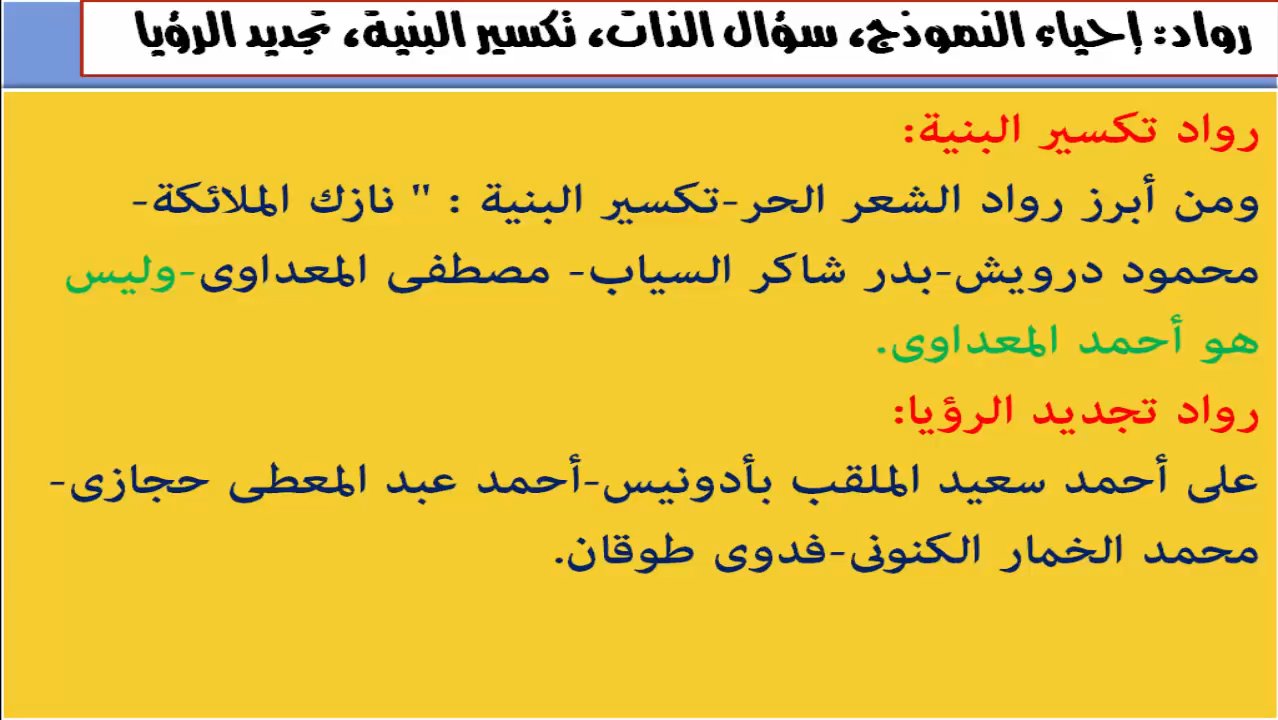 رواد: إحياء النموذج، سؤال الذات، تكسير البنية، تجديد الرؤيا
رواد تكسير البنية:
ومن أبرز رواد الشعر الحر-تكسير البنية : " نازك الملائكة-
محمود درويش-بدر شاكر السياب- مصطفى المعداوى-وليس
هو أحمد المعداوى.
رواد تجديد الرؤيا:
على أحمد سعيد الملقب بأدونيس-أحمد عبد المعطى حجازى-
محمد الخمار الكنونى-فدوى طوقان.